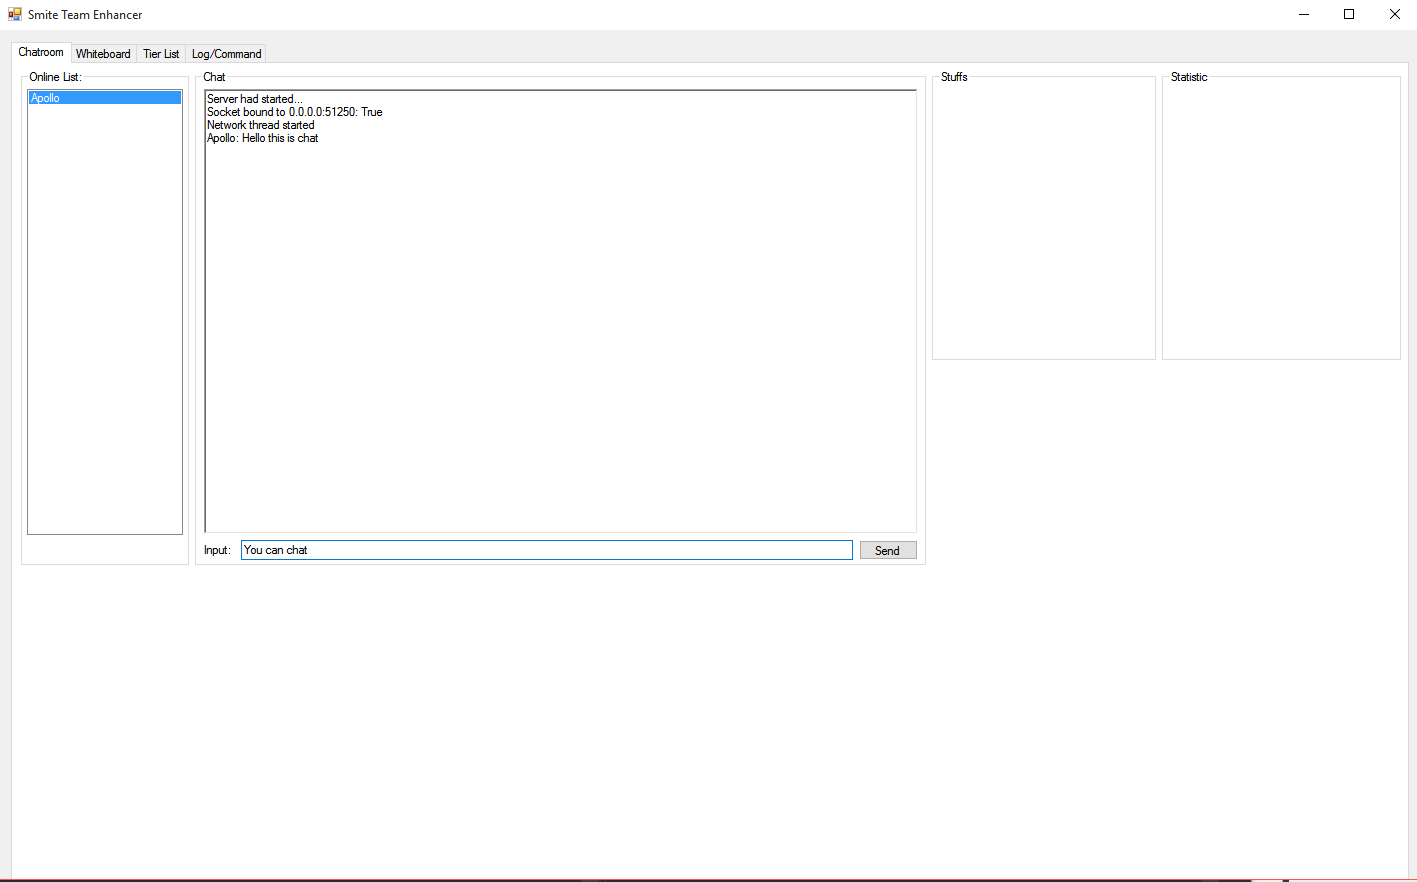 Smite Team Enhancer
Chatroom Whiteboard Tier List Log/Command
Online List:
Apollo
Chat
Server had started...
Socket bound to 0.0.0.0:51250: True
Network thread started
Apollo: Hello this is chat
Input: You can chat Send
Stuffs
Statistic